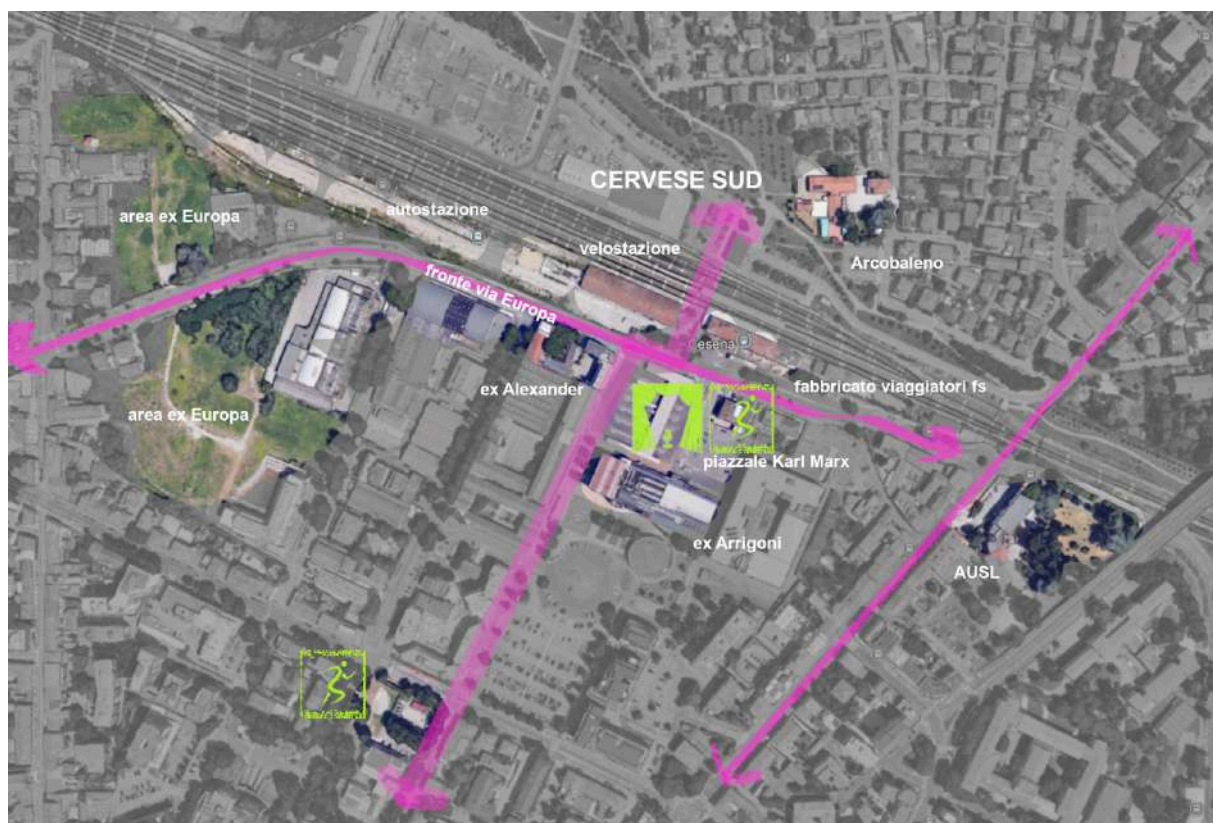 CERVESE SUD
autostazione
area ex Europa
velostazione
Arcobaleno
fronte via Europa
Cesena
ex Alexander
fabbricato viaggiatori fs
area ex Europa
piazzale Karl Marx
ex Arrigoni
AUSL